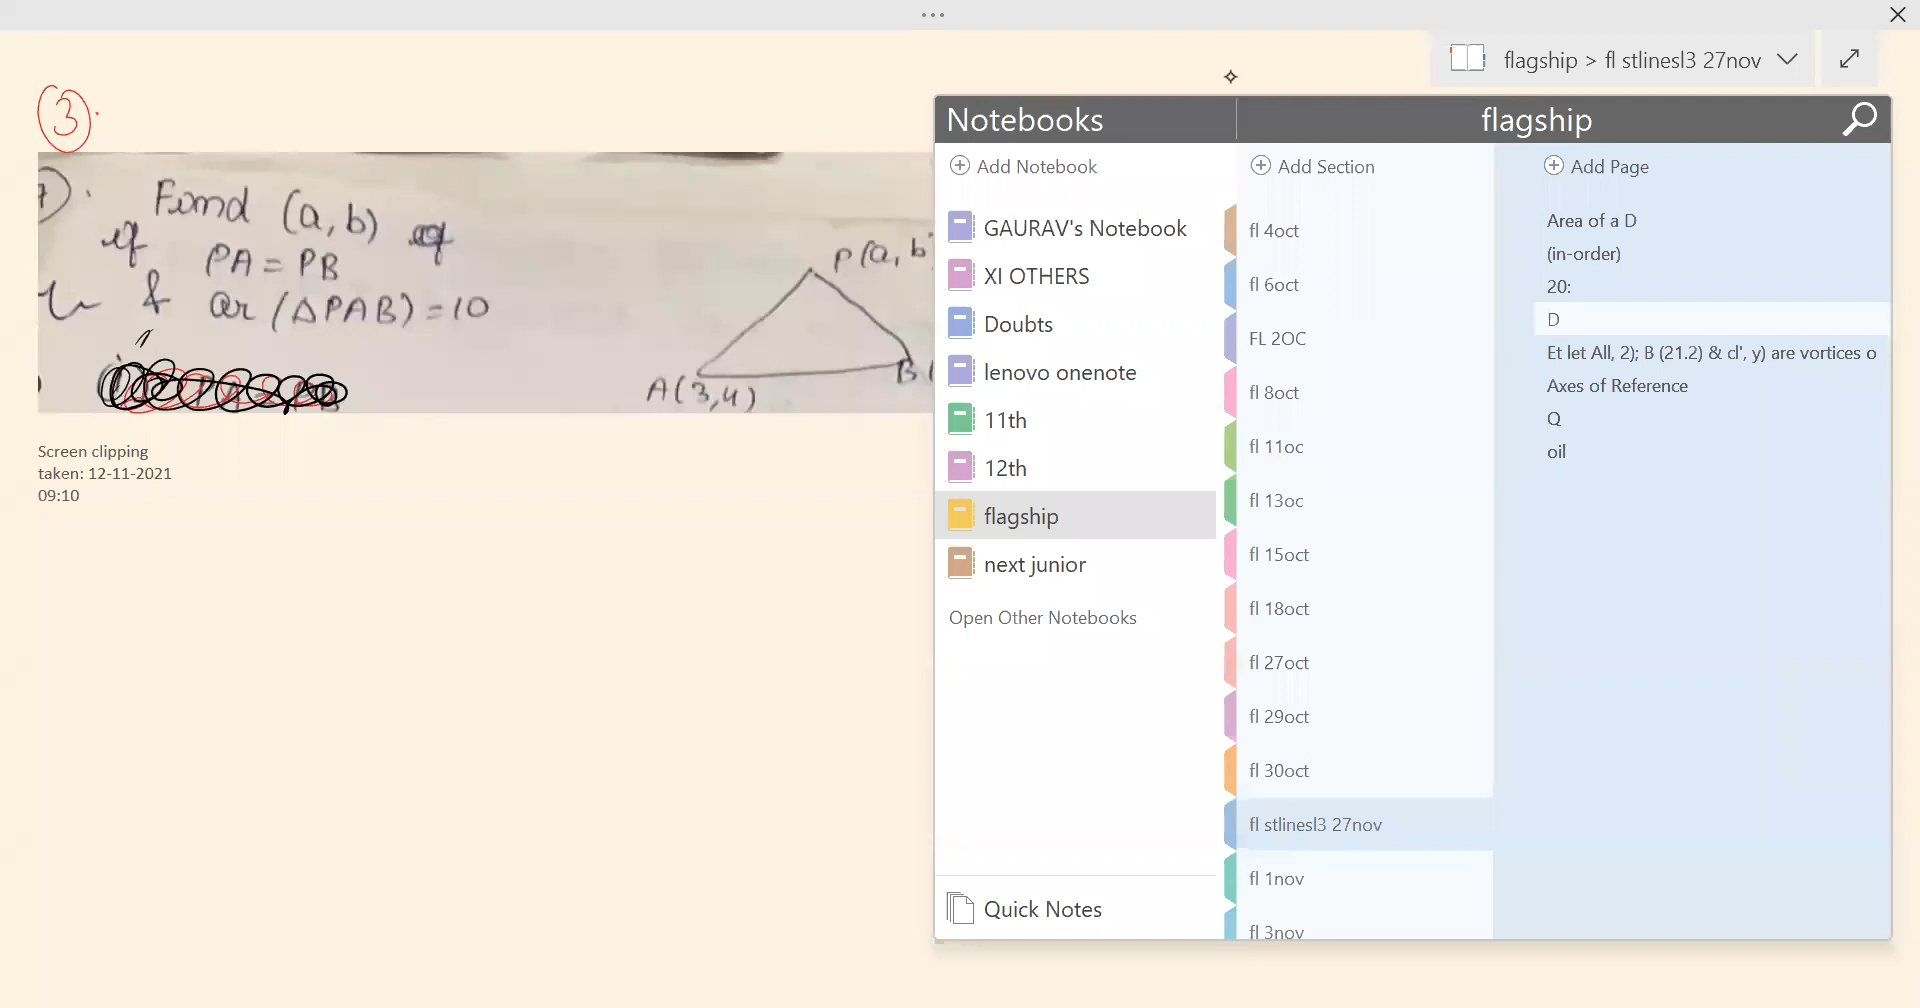 ...
flagship > fl stlinesl3 27nov
3
7.
Find (a, b)
if PA = PB
& ar (ΔPAB) = 10
P(a, b
A(3,4)
B(
Screen clipping
taken: 12-11-2021
09:10
Notebooks
Add Notebook
GAURAV's Notebook
XI OTHERS
Doubts
lenovo onenote
11th
12th
flagship
next junior
Open Other Notebooks
Quick Notes
flagship
Add Section
fl 4oct
fl 6oct
FL 2OC
fl 8oct
fl 11oc
fl 13oc
fl 15oct
fl 18oct
fl 27oct
fl 29oct
fl 30oct
fl stlinesl3 27nov
fl 1nov
fl 3nov
Add Page
Area of a D
(in-order)
20:
D
Et let All, 2); B (21.2) & cl', y) are vortices o
Axes of Reference
Q
oil